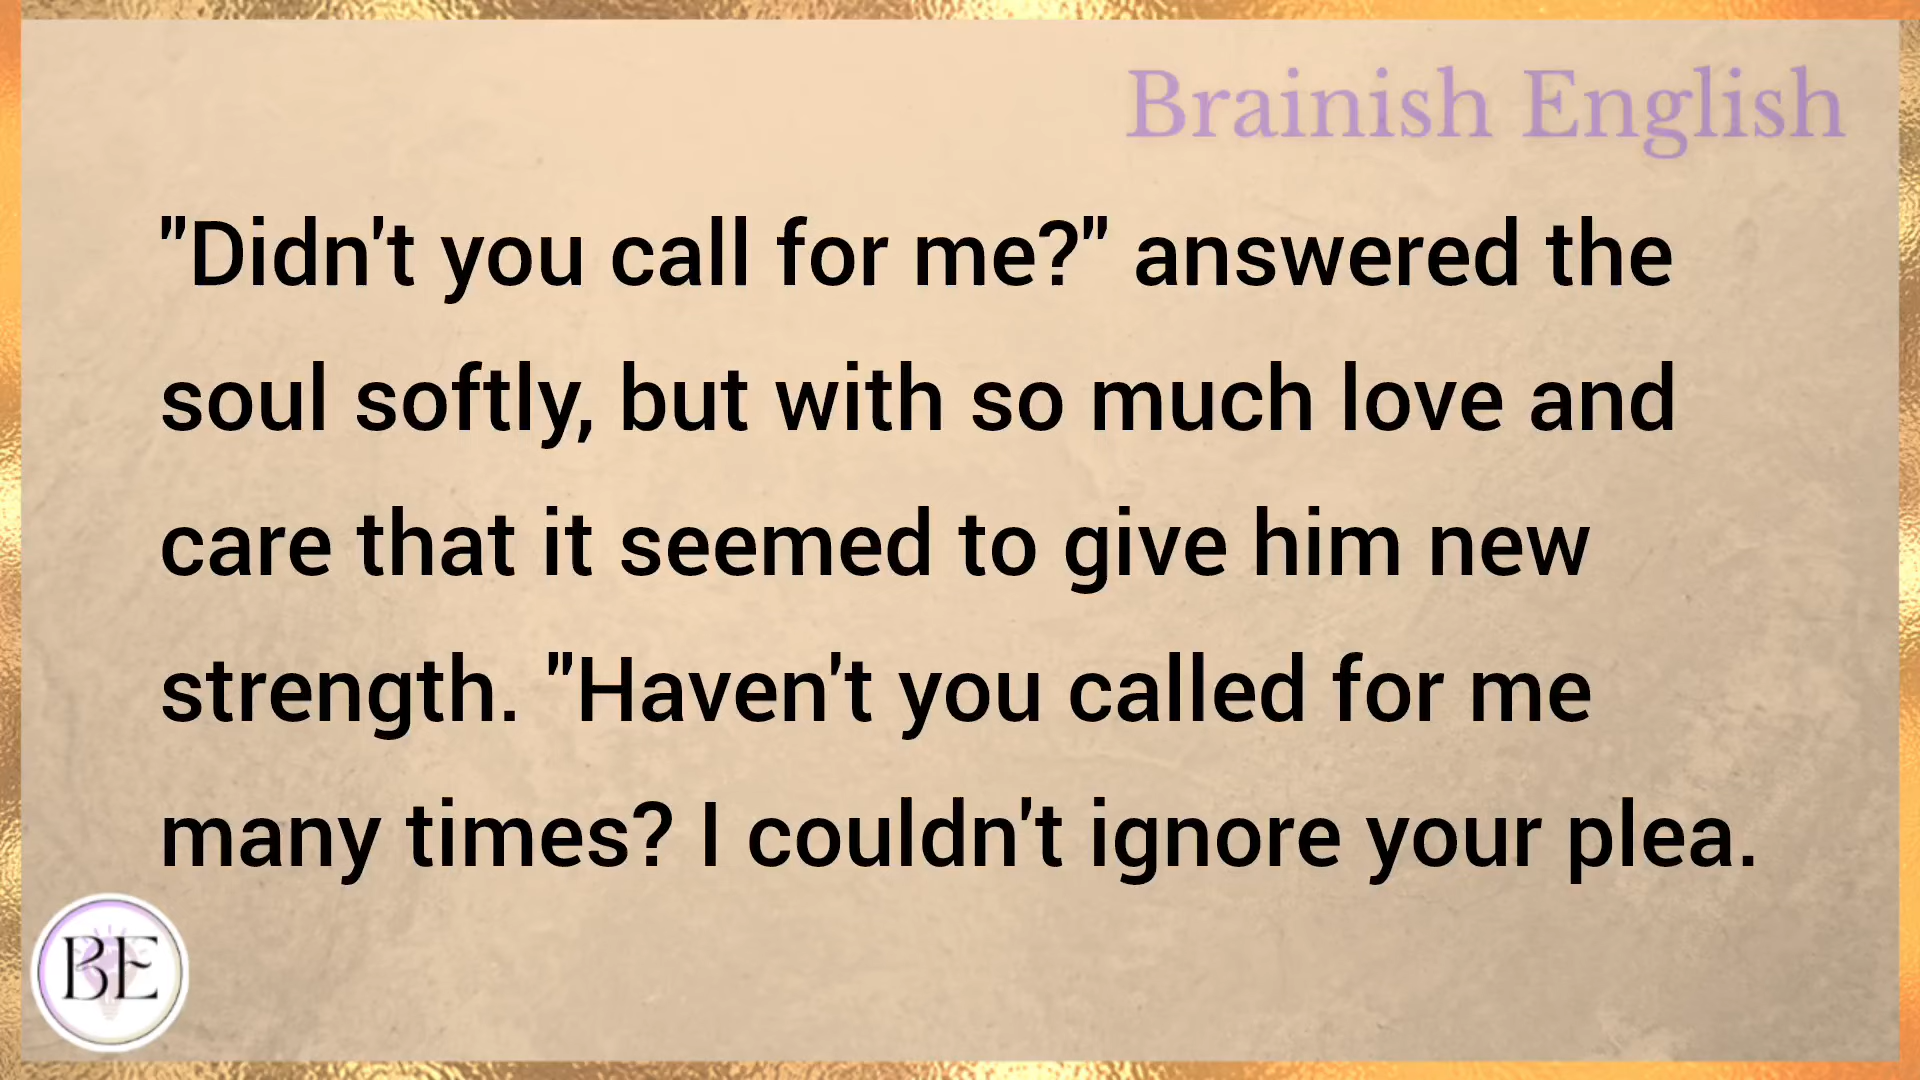 Brainish English
"Didn't you call for me?" answered the
soul softly, but with so much love and
care that it seemed to give him new
strength. "Haven't you called for me
many times? I couldn't ignore your plea.
BE